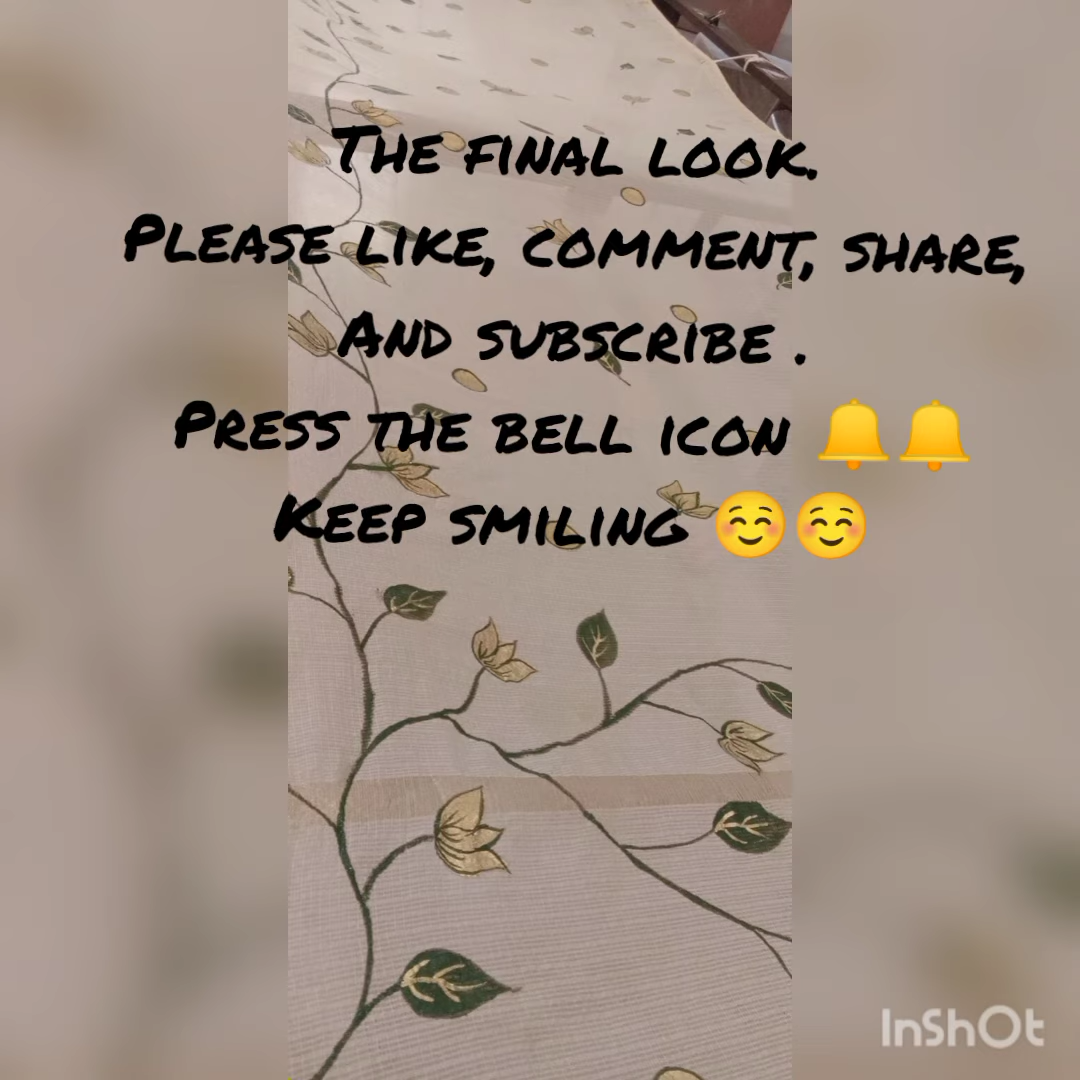 The final look.
Please like, comment, share,
And subscribe .
Press the bell icon 🔔🔔
Keep smiling ☺️☺️
InShOt